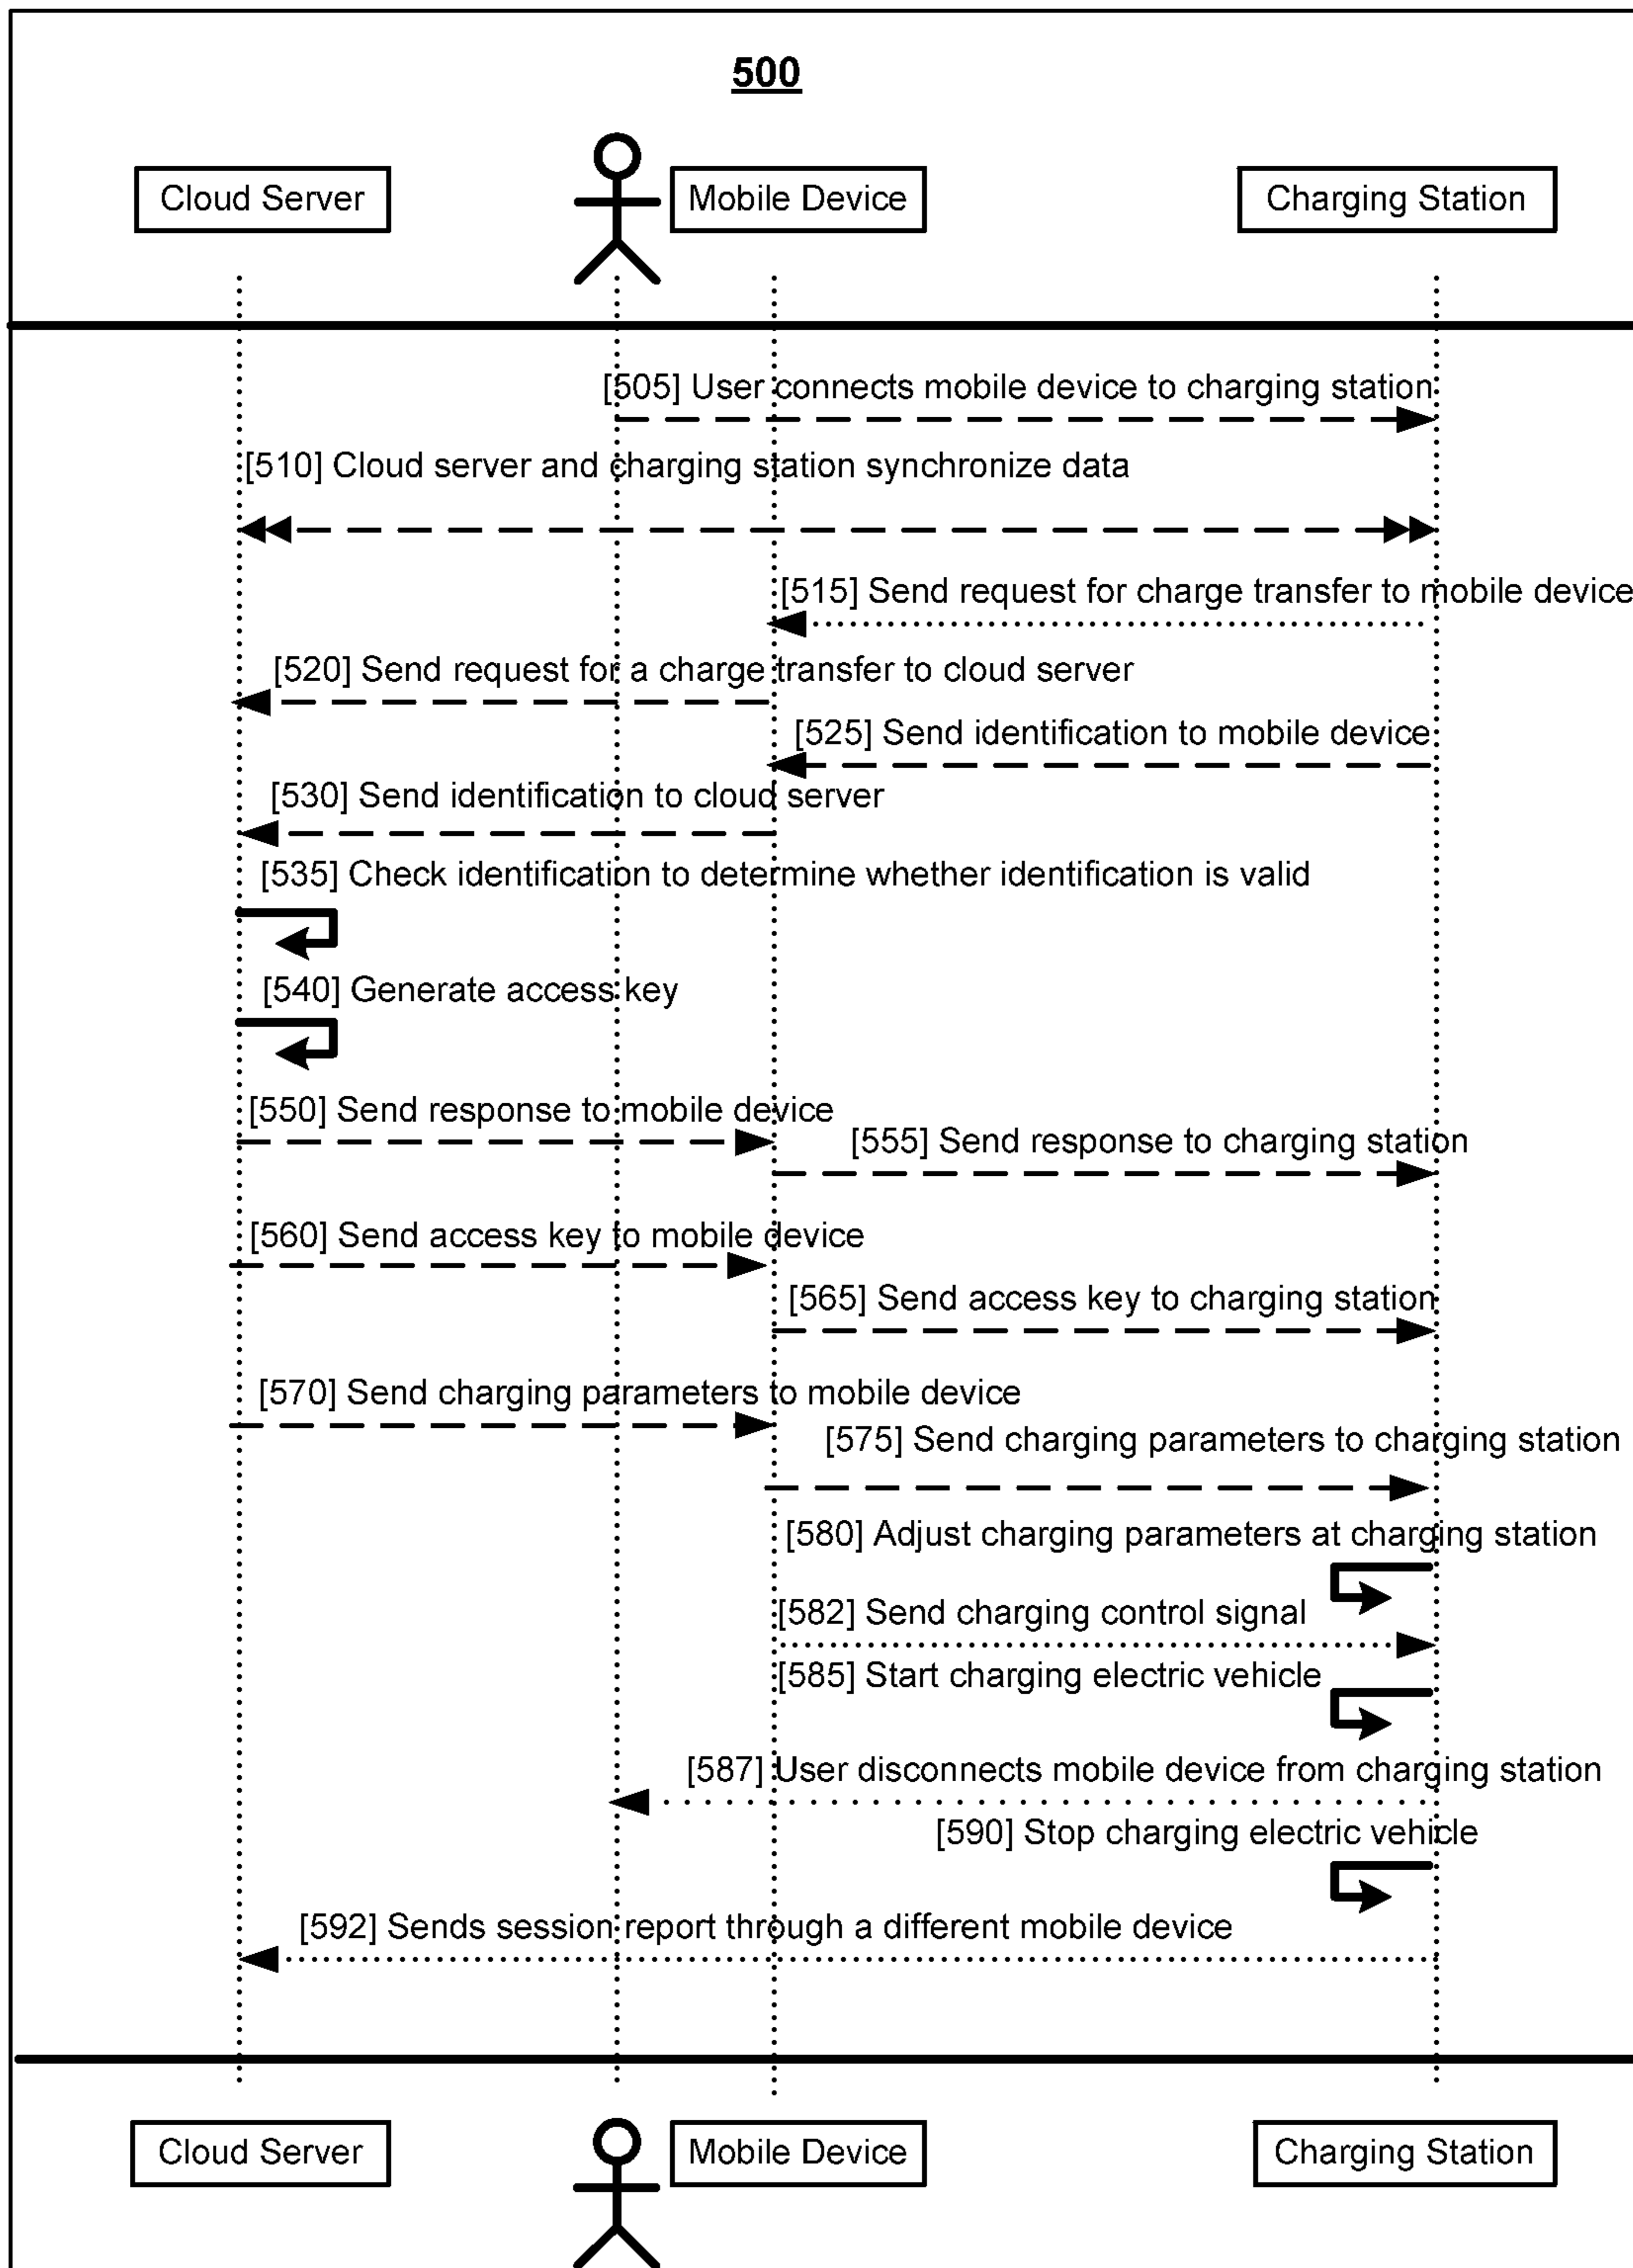 500
Cloud Server
Mobile Device
Charging Station
[505] User connects mobile device to charging station
[510] Cloud server and charging station synchronize data
[515] Send request for charge transfer to mobile device
[520] Send request for a charge transfer to cloud server
[525] Send identification to mobile device
[530] Send identification to cloud server
[535] Check identification to determine whether identification is valid
[540] Generate access key
[550] Send response to mobile device
[555] Send response to charging station
[560] Send access key to mobile device
[565] Send access key to charging station
[570] Send charging parameters to mobile device
[575] Send charging parameters to charging station
[580] Adjust charging parameters at charging station
[582] Send charging control signal
[585] Start charging electric vehicle
[587] User disconnects mobile device from charging station
[590] Stop charging electric vehicle
[592] Sends session report through a different mobile device
Cloud Server
Mobile Device
Charging Station